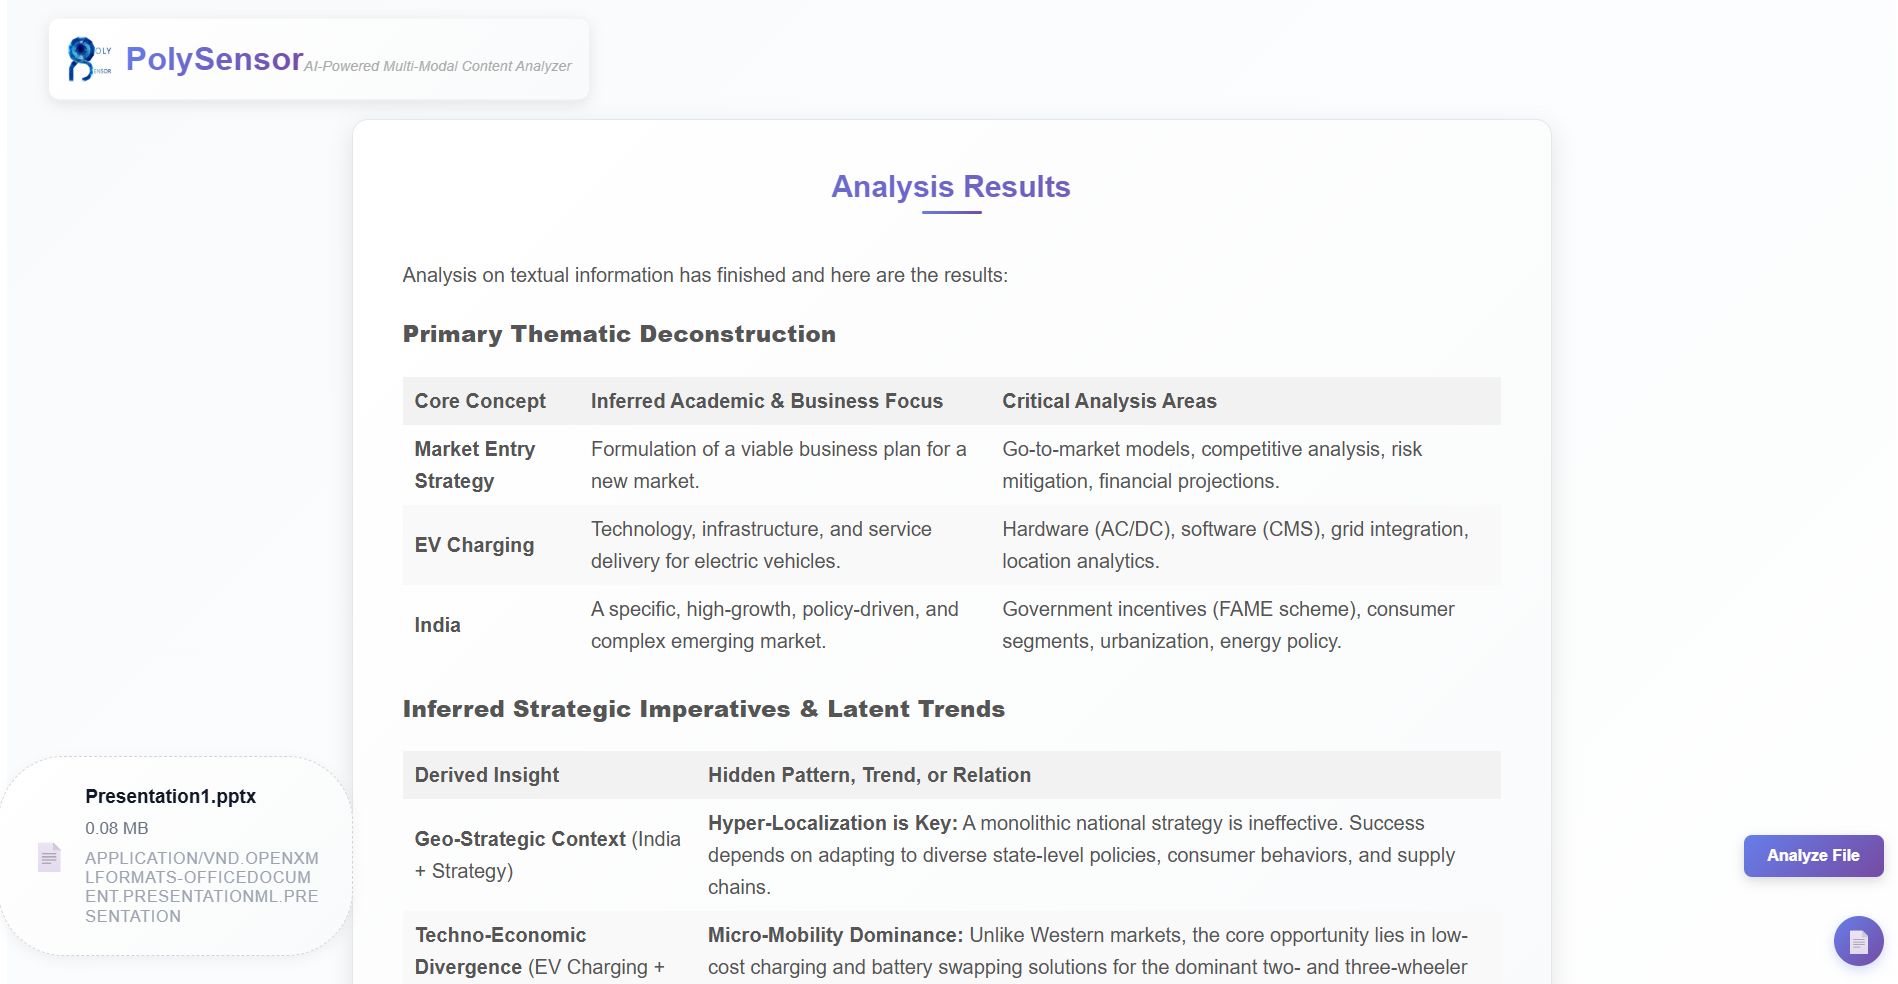 POLY
SENSOR
PolySensor AI-Powered Multi-Modal Content Analyzer
Analysis Results
Analysis on textual information has finished and here are the results:
Primary Thematic Deconstruction
Core Concept Inferred Academic & Business Focus Critical Analysis Areas
Market Entry Strategy Formulation of a viable business plan for a new market. Go-to-market models, competitive analysis, risk mitigation, financial projections.
EV Charging Technology, infrastructure, and service delivery for electric vehicles. Hardware (AC/DC), software (CMS), grid integration, location analytics.
India A specific, high-growth, policy-driven, and complex emerging market. Government incentives (FAME scheme), consumer segments, urbanization, energy policy.
Inferred Strategic Imperatives & Latent Trends
Derived Insight Hidden Pattern, Trend, or Relation
Geo-Strategic Context (India + Strategy) Hyper-Localization is Key: A monolithic national strategy is ineffective. Success depends on adapting to diverse state-level policies, consumer behaviors, and supply chains.
Techno-Economic Divergence (EV Charging + Micro-Mobility Dominance: Unlike Western markets, the core opportunity lies in low-cost charging and battery swapping solutions for the dominant two- and three-wheeler
Presentation1.pptx
0.08 MB
APPLICATION/VND.OPENXM
LFORMATS-OFFICEDOCUM
ENT.PRESENTATIONML.PRE
SENTATION
Analyze File